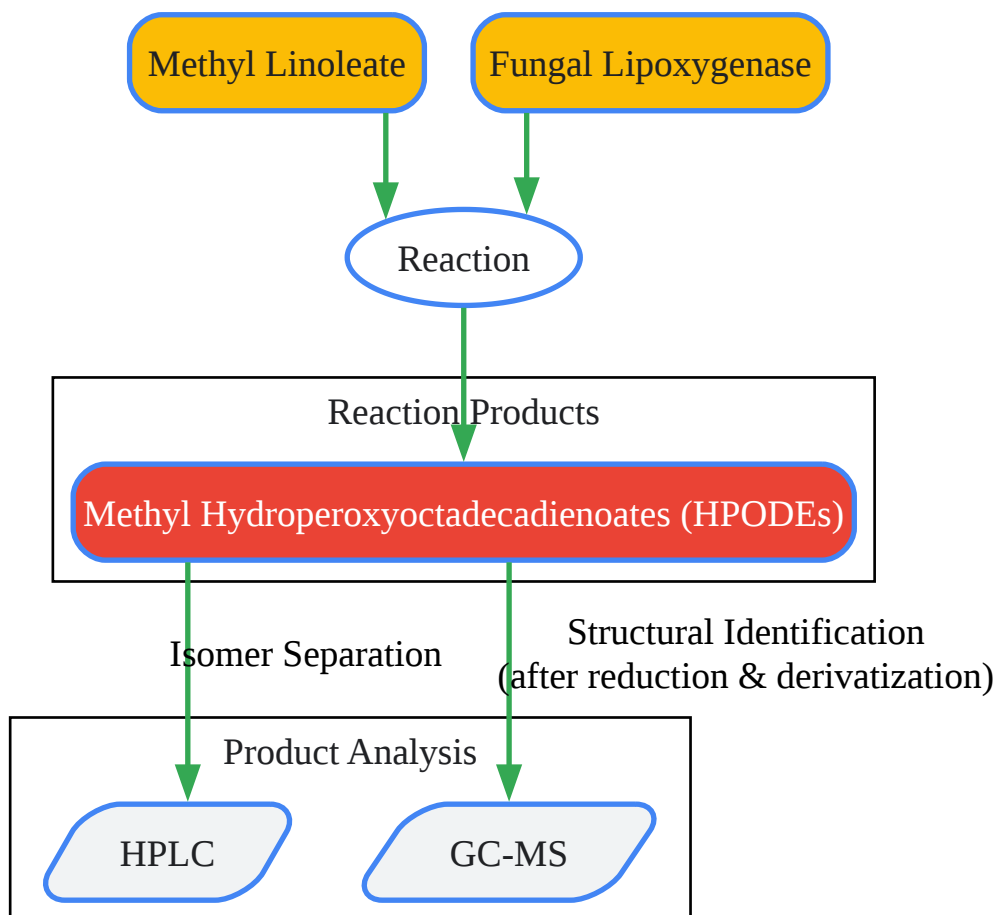 Methyl Linoleate
Fungal Lipoxygenase
Reaction
Reaction Products
Methyl Hydroperoxyoctadecadienoates (HPODEs)
Isomer Separation
Structural Identification
(after reduction & derivatization)
Product Analysis
HPLC
GC-MS